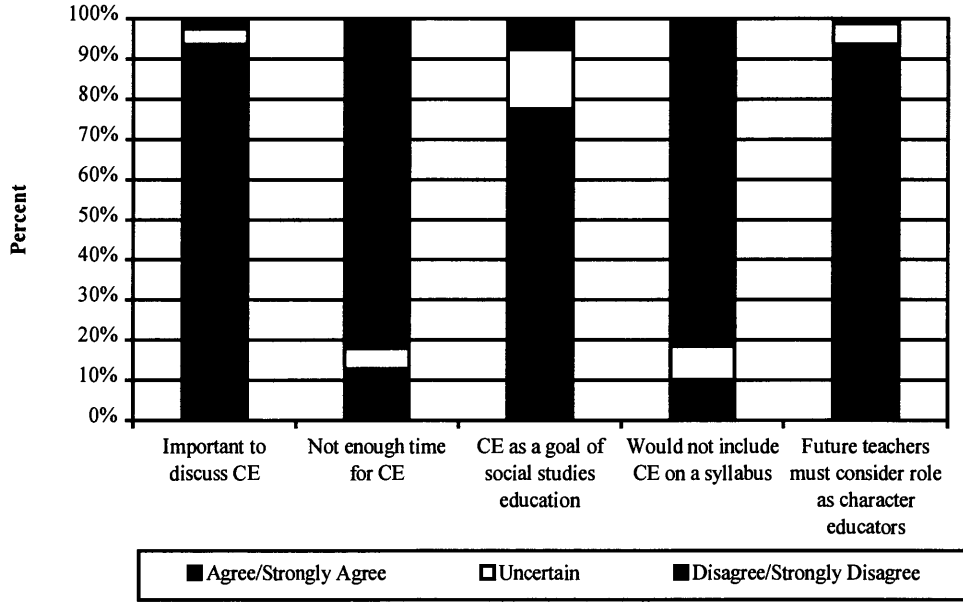 100%
90%
80%
70%
60%
50%
40%
30%
20%
10%
0%
Percent
Important to
discuss CE
Not enough time
for CE
CE as a goal of
social studies
education
Would not include
CE on a syllabus
Future teachers
must consider role
as character
educators
Agree/Strongly Agree
Uncertain
Disagree/Strongly Disagree